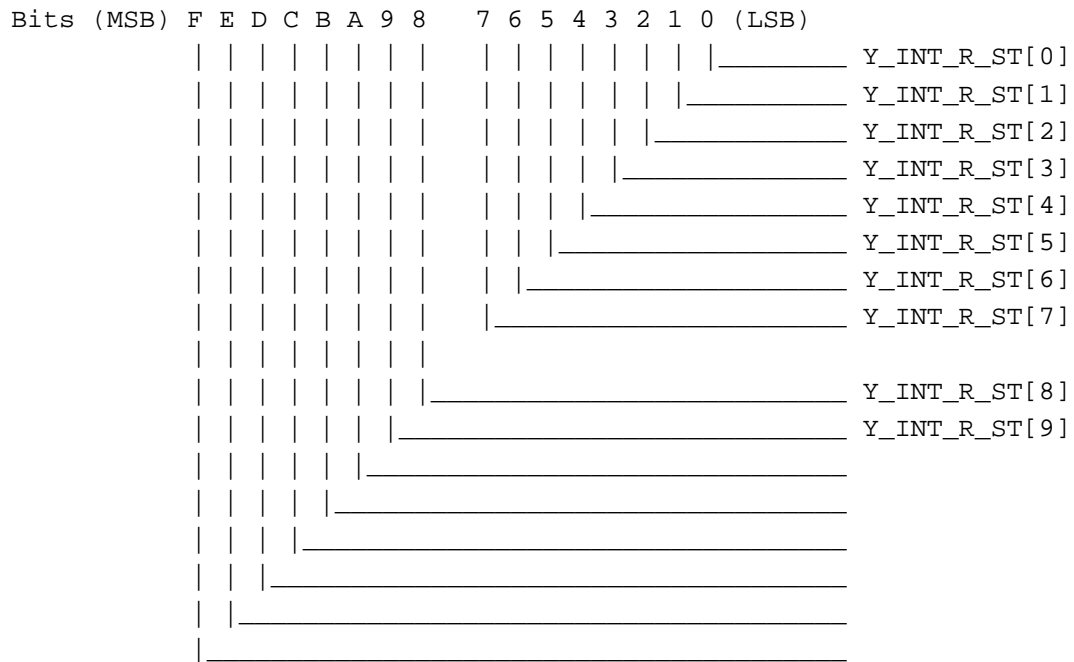 Bits (MSB) F E D C B A 9 8 7 6 5 4 3 2 1 0 (LSB)
Y_INT_R_ST[0]
Y_INT_R_ST[1]
Y_INT_R_ST[2]
Y_INT_R_ST[3]
Y_INT_R_ST[4]
Y_INT_R_ST[5]
Y_INT_R_ST[6]
Y_INT_R_ST[7]
Y_INT_R_ST[8]
Y_INT_R_ST[9]